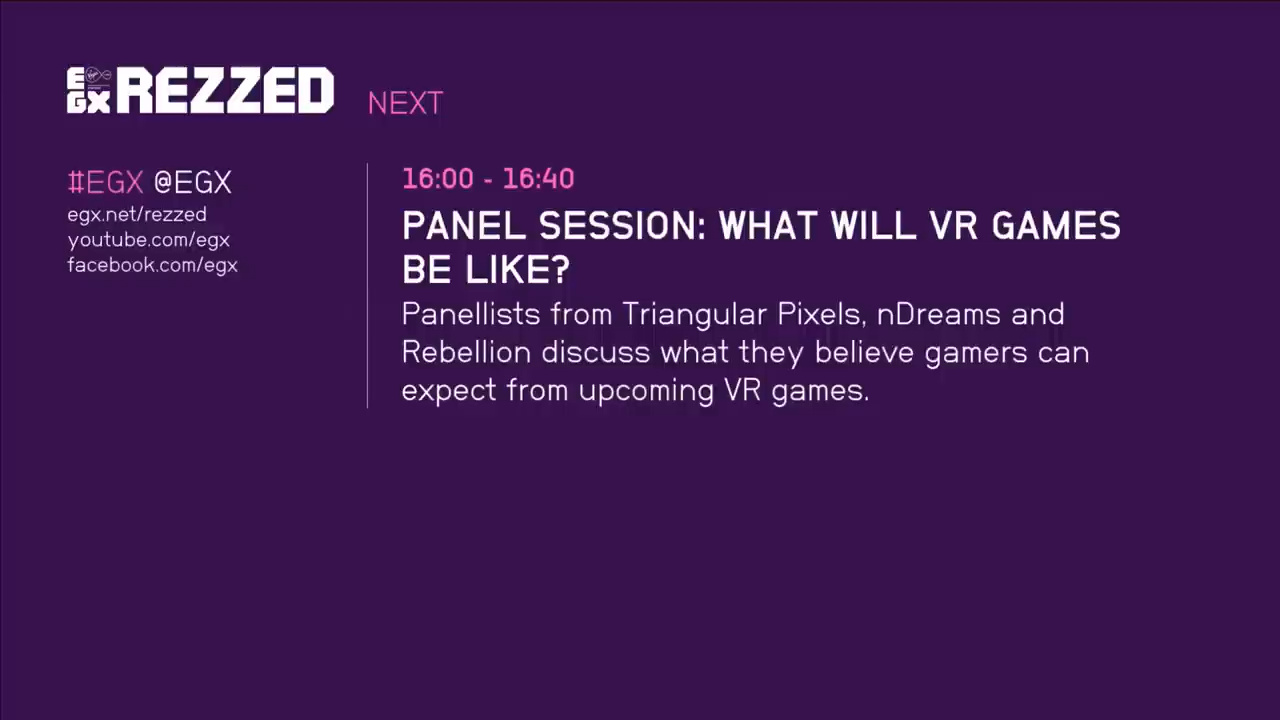 EGX REZZED
NEXT
#EGX @EGX
egx.net/rezzed
youtube.com/egx
facebook.com/egx
16:00 - 16:40
PANEL SESSION: WHAT WILL VR GAMES
BE LIKE?
Panellists from Triangular Pixels, nDreams and
Rebellion discuss what they believe gamers can
expect from upcoming VR games.